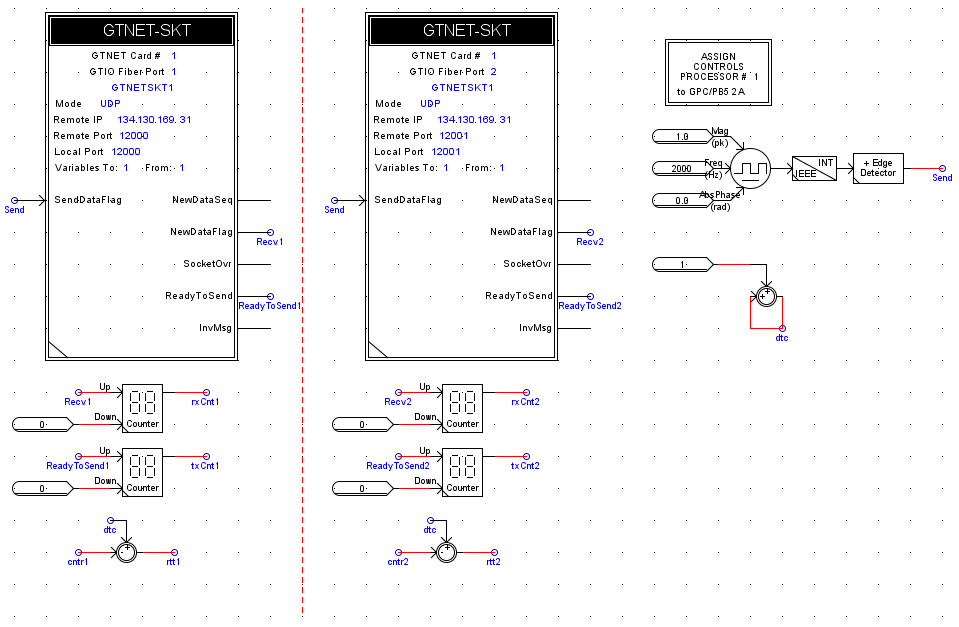 GTNET-SKT
GTNET Card # 1
GTIO Fiber Port 1
GTNETSKT1
Mode UDP
Remote IP 134.130.169.31
Remote Port 12000
Local Port 12000
Variables To: 1 From: 1
Send
SendDataFlag
NewDataSeq
NewDataFlag
Recv1
SocketOvr
ReadyToSend
ReadyToSend1
InvMsg
Recv1
Up
0
Down
Counter
rxCnt1
ReadyToSend1
Up
0
Down
Counter
txCnt1
dtc
cntr1
rtt1
GTNET-SKT
GTNET Card # 1
GTIO Fiber Port 2
GTNETSKT1
Mode UDP
Remote IP 134.130.169.31
Remote Port 12001
Local Port 12001
Variables To: 1 From: 1
Send
SendDataFlag
NewDataSeq
NewDataFlag
Recv2
SocketOvr
ReadyToSend
ReadyToSend2
InvMsg
Recv2
Up
0
Down
Counter
rxCnt2
ReadyToSend2
Up
0
Down
Counter
txCnt2
dtc
cntr2
rtt2
ASSIGN
CONTROLS
PROCESSOR # 1
to GPC/PB5 2A
1.0
Mag
(pk)
2000
Freq
(Hz)
0.0
AbsPhase
(rad)
INT
IEEE
+ Edge
Detector
Send
1
dtc